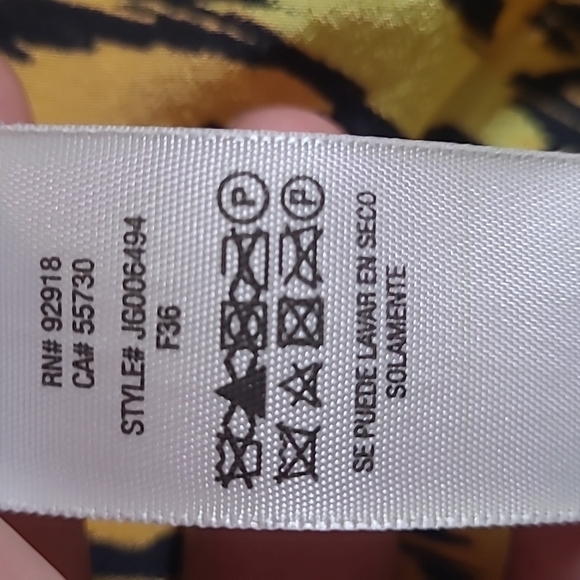 RN# 92918
CA# 55730
STYLE# JG006494
F36
P
P
SE PUEDE LAVAR EN SECO
SOLAMENTE